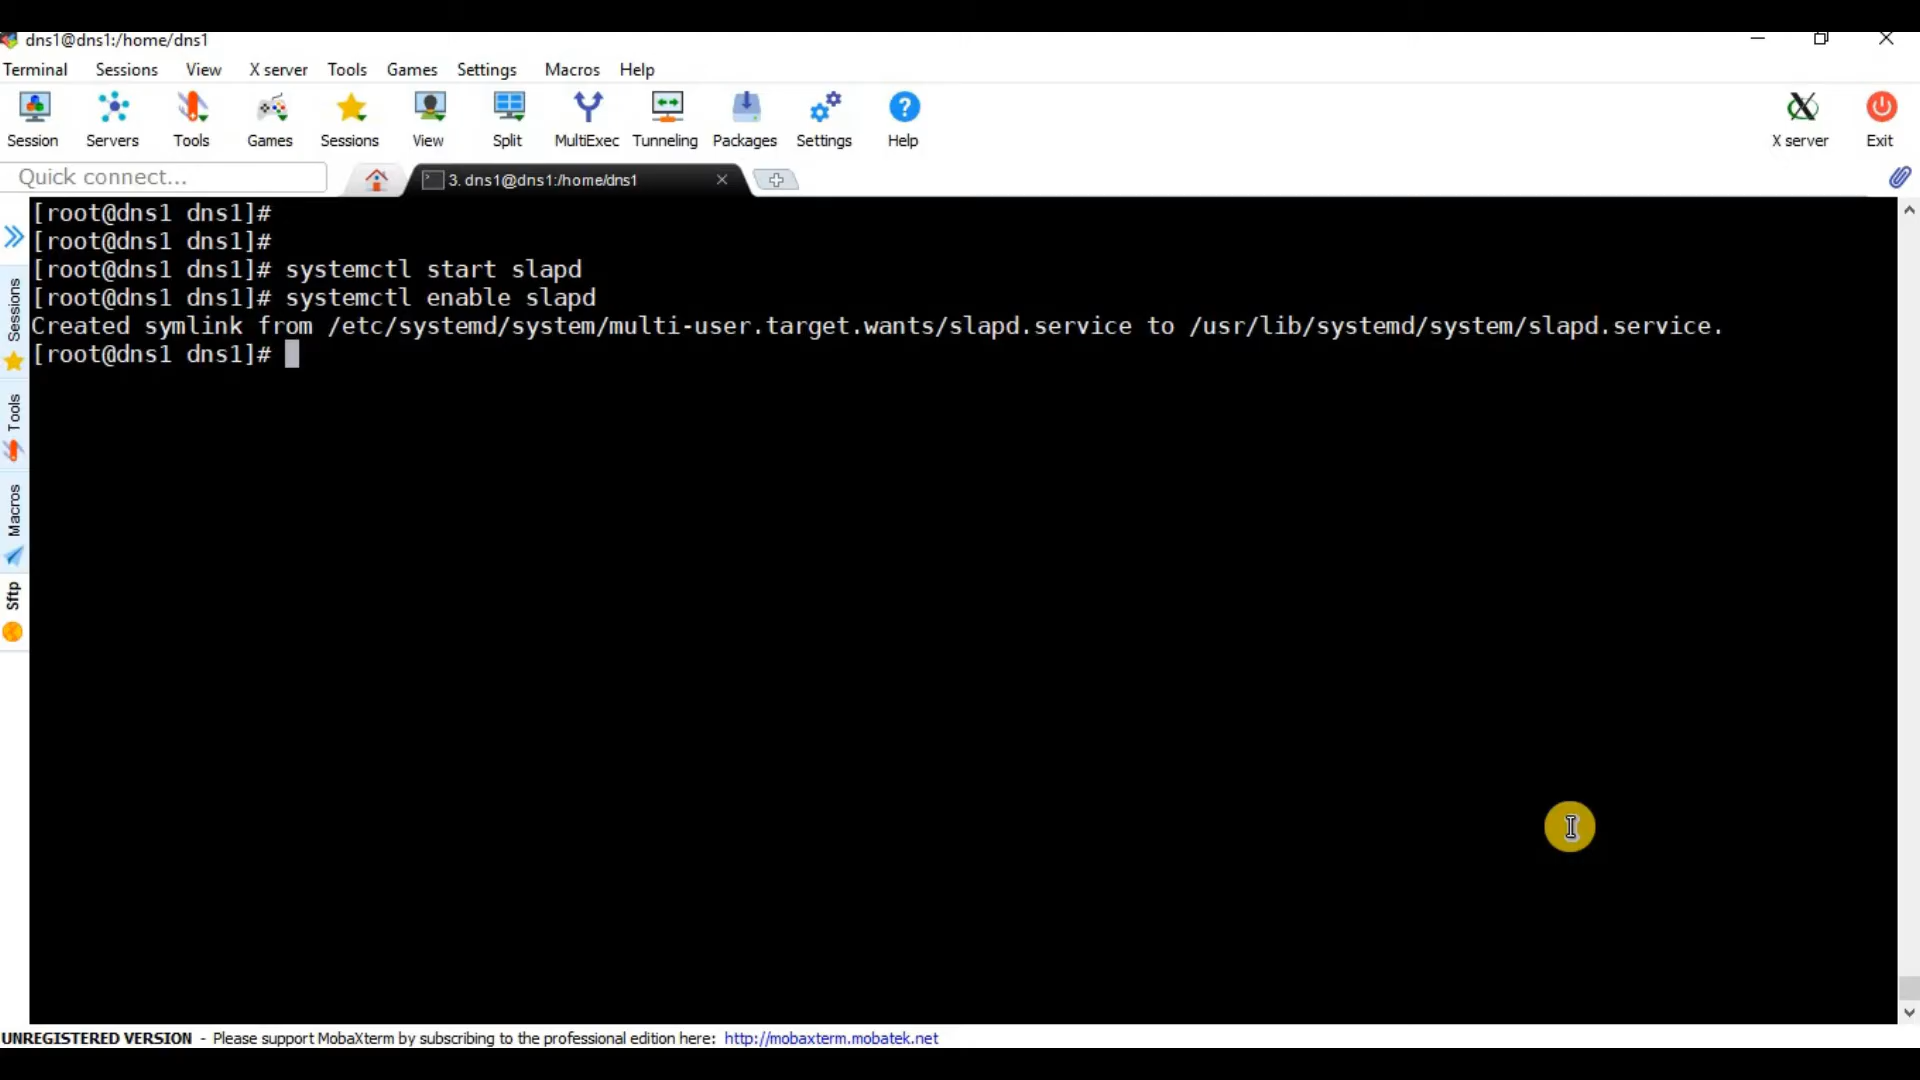 dns1@dns1:/home/dns1
Terminal Sessions View X server Tools Games Settings Macros Help
Session Servers Tools Games Sessions View Split MultiExec Tunneling Packages Settings Help X server Exit
Quick connect...
3. dns1@dns1:/home/dns1
[root@dns1 dns1]#
[root@dns1 dns1]#
[root@dns1 dns1]# systemctl start slapd
[root@dns1 dns1]# systemctl enable slapd
Created symlink from /etc/systemd/system/multi-user.target.wants/slapd.service to /usr/lib/systemd/system/slapd.service.
[root@dns1 dns1]#
Sessions
Tools
Macros
Sftp
UNREGISTERED VERSION - Please support MobaXterm by subscribing to the professional edition here: http://mobaxterm.mobatek.net